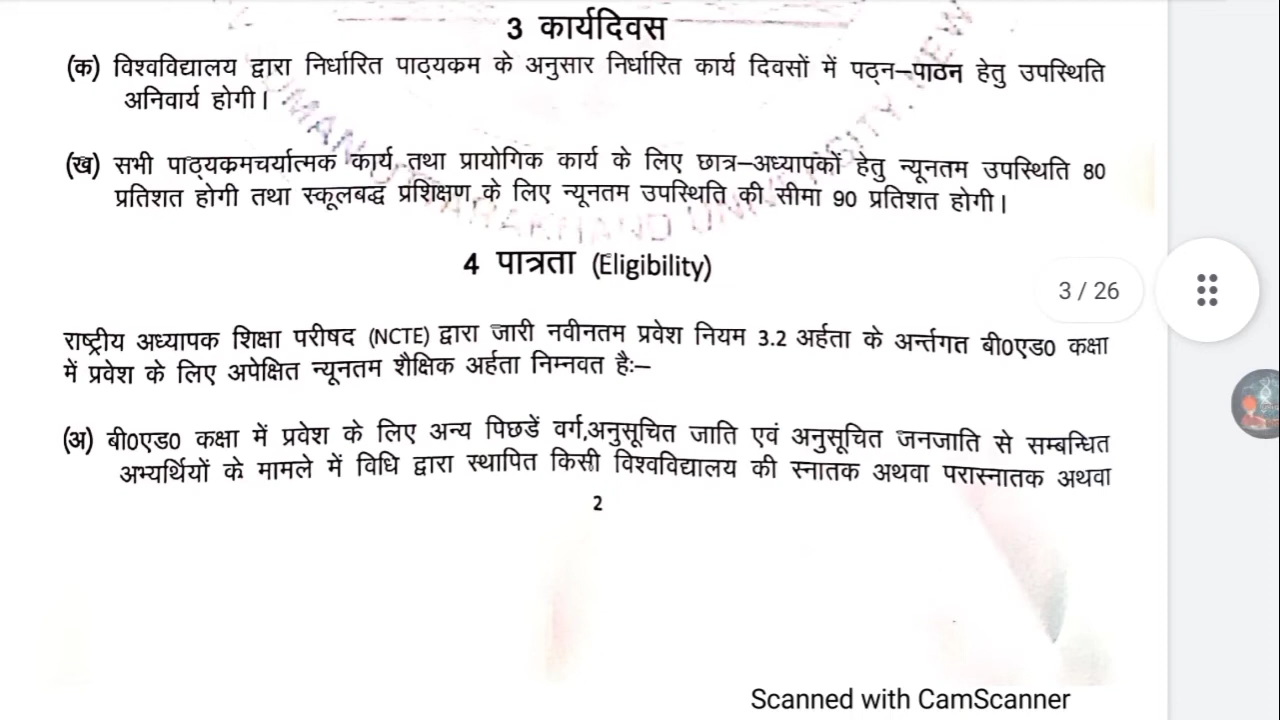 3 कार्यदिवस
(क) विश्वविद्यालय द्वारा निर्धारित पाठ्यक्रम के अनुसार निर्धारित कार्य दिवसों में पठ्न–पाठन हेतु उपस्थिति
अनिवार्य होगी।
(ख) सभी पाठ्यक्रमचर्यात्मक कार्य तथा प्रायोगिक कार्य के लिए छात्र–अध्यापकों हेतु न्यूनतम उपस्थिति 80
प्रतिशत होगी तथा स्कूलबद्ध प्रंशिक्षण के लिए न्यूनतम उपस्थिति की सीमा 90 प्रतिशत होगी।
4 पात्रता (Eligibility)
3 / 26
राष्ट्रीय अध्यापक शिक्षा परीषद (NCTE) द्वारा जारी नवीनतम प्रवेश नियम 3.2 अर्हता के अर्न्तगत बी0एड0 कक्षा
में प्रवेश के लिए अपेक्षित न्यूनतम शैक्षिक अर्हता निम्नवत है:–
(अ) बी0एड0 कक्षा में प्रवेश के लिए अन्य पिछडें वर्ग,अनुसूचित जाति एवं अनुसूचित जनजाति से सम्बन्धित
अभ्यर्थियों के मामले में विधि द्वारा स्थापित किसी विश्वविद्यालय की स्नातक अथवा परास्नातक अथवा
2
Scanned with CamScanner